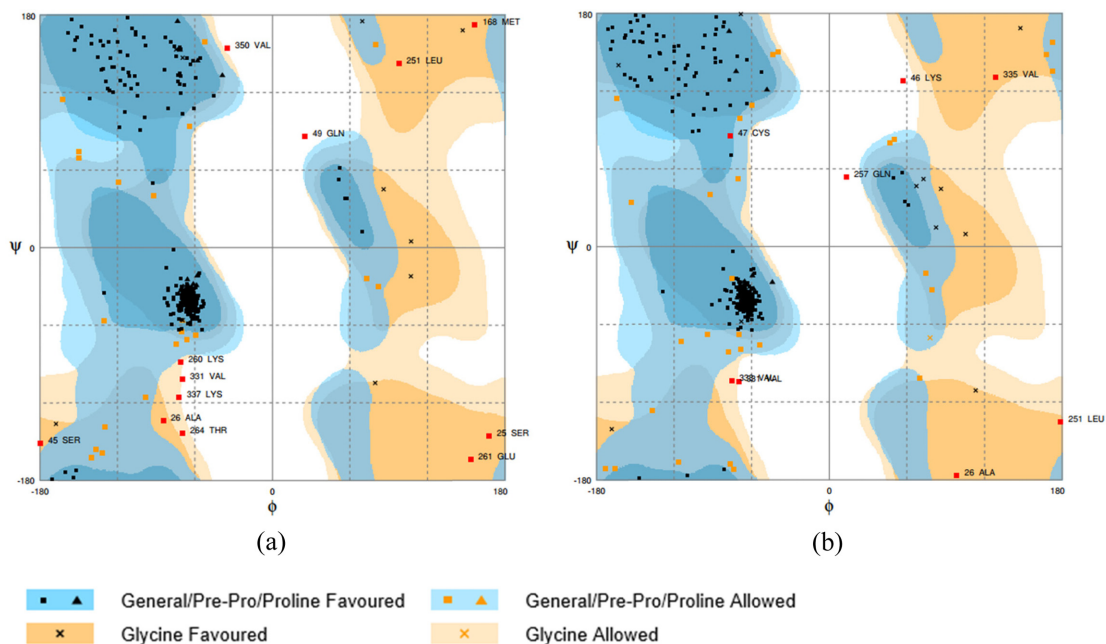 180
168 MET
350 VAL
251 LEU
49 GLN
ψ
0
260 LYS
331 VAL
337 LYS
26 ALA
264 THR
45 SER
25 SER
261 GLU
-180
-180
0
180
ϕ
(a)
180
46 LYS
335 VAL
47 CYS
257 GLN
ψ
0
331 VAL
251 LEU
26 ALA
-180
-180
0
180
ϕ
(b)
General/Pre-Pro/Proline Favoured
General/Pre-Pro/Proline Allowed
Glycine Favoured
Glycine Allowed